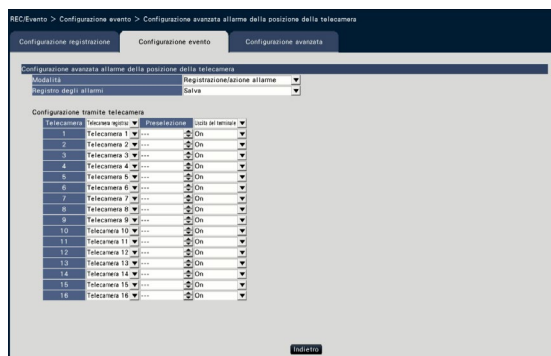 REC/Evento > Configurazione evento > Configurazione avanzata allarme della posizione della telecamera
Configurazione registrazione Configurazione evento Configurazione avanzata
Configurazione avanzata allarme della posizione della telecamera
Modalità Registrazione/azione allarme
Registro degli allarmi Salva
Configurazione tramite telecamera
Telecamera Telecamera registraz Preselezione Uscita del terminale
1 Telecamera 1 --- On
2 Telecamera 2 --- On
3 Telecamera 3 --- On
4 Telecamera 4 --- On
5 Telecamera 5 --- On
6 Telecamera 6 --- On
7 Telecamera 7 --- On
8 Telecamera 8 --- On
9 Telecamera 9 --- On
10 Telecamera 10 --- On
11 Telecamera 11 --- On
12 Telecamera 12 --- On
13 Telecamera 13 --- On
14 Telecamera 14 --- On
15 Telecamera 15 --- On
16 Telecamera 16 --- On
Indietro